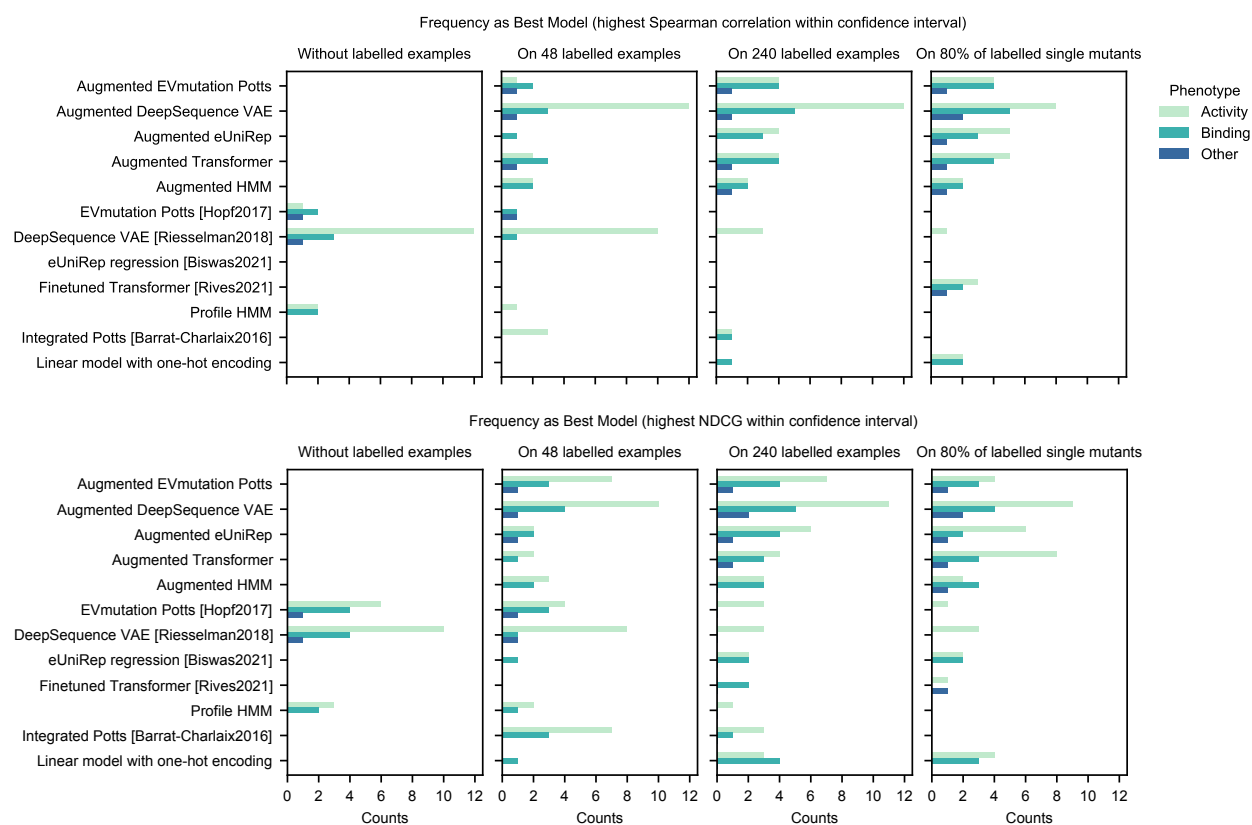 Frequency as Best Model (highest Spearman correlation within confidence interval)
Without labelled examples
On 48 labelled examples
On 240 labelled examples
On 80% of labelled single mutants
Augmented EVmutation Potts
Augmented DeepSequence VAE
Augmented eUniRep
Augmented Transformer
Augmented HMM
EVmutation Potts [Hopf2017]
DeepSequence VAE [Riesselman2018]
eUniRep regression [Biswas2021]
Finetuned Transformer [Rives2021]
Profile HMM
Integrated Potts [Barrat-Charlaix2016]
Linear model with one-hot encoding
Phenotype
Activity
Binding
Other
Frequency as Best Model (highest NDCG within confidence interval)
Without labelled examples
On 48 labelled examples
On 240 labelled examples
On 80% of labelled single mutants
Augmented EVmutation Potts
Augmented DeepSequence VAE
Augmented eUniRep
Augmented Transformer
Augmented HMM
EVmutation Potts [Hopf2017]
DeepSequence VAE [Riesselman2018]
eUniRep regression [Biswas2021]
Finetuned Transformer [Rives2021]
Profile HMM
Integrated Potts [Barrat-Charlaix2016]
Linear model with one-hot encoding
0 2 4 6 8 10 12
0 2 4 6 8 10 12
0 2 4 6 8 10 12
0 2 4 6 8 10 12
Counts
Counts
Counts
Counts